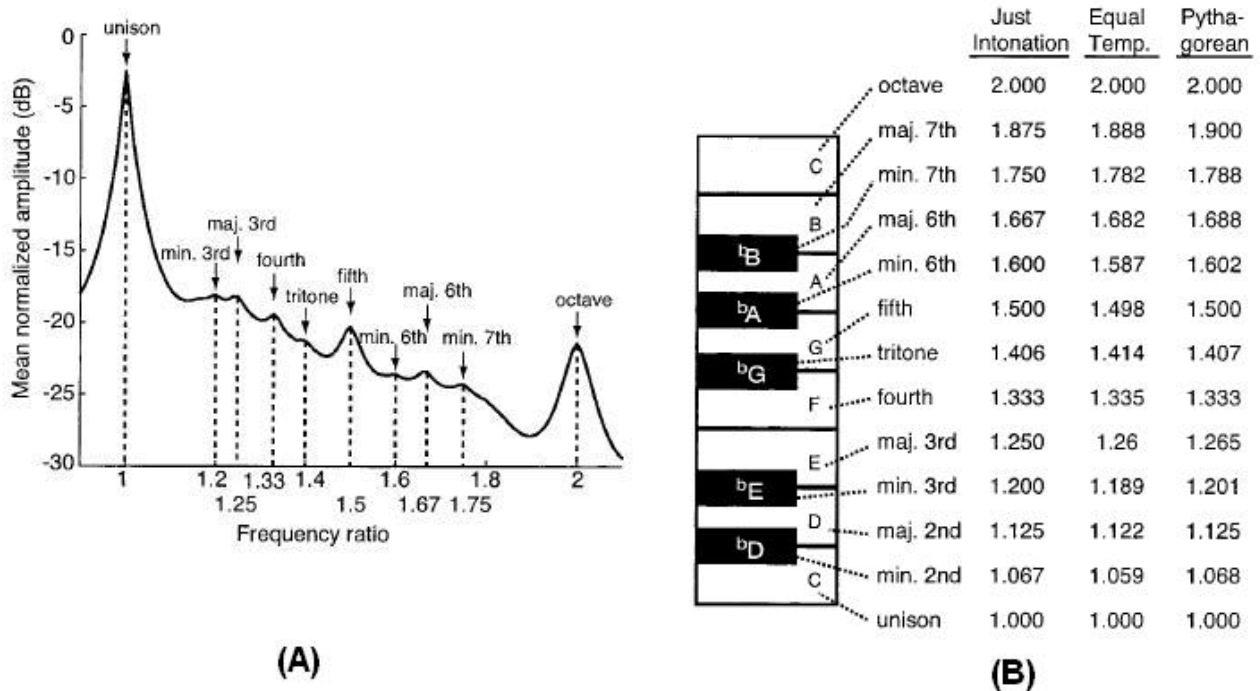 unison
0
-5
-10
-15
-20
-25
-30
Mean normalized amplitude (dB)
maj. 3rd
min. 3rd
fourth
tritone
fifth
maj. 6th
min. 6th
min. 7th
octave
1
1.2
1.33
1.4
1.6
1.8
2
1.25
1.5
1.67
1.75
Frequency ratio
(A)
Just Intonation
Equal Temp.
Pytha-
gorean
octave 2.000 2.000 2.000
maj. 7th 1.875 1.888 1.900
min. 7th 1.750 1.782 1.788
maj. 6th 1.667 1.682 1.688
min. 6th 1.600 1.587 1.602
fifth 1.500 1.498 1.500
tritone 1.406 1.414 1.407
fourth 1.333 1.335 1.333
maj. 3rd 1.250 1.26 1.265
min. 3rd 1.200 1.189 1.201
maj. 2nd 1.125 1.122 1.125
min. 2nd 1.067 1.059 1.068
unison 1.000 1.000 1.000
C
B
bB
A
bA
G
bG
F
E
bE
D
bD
C
(B)